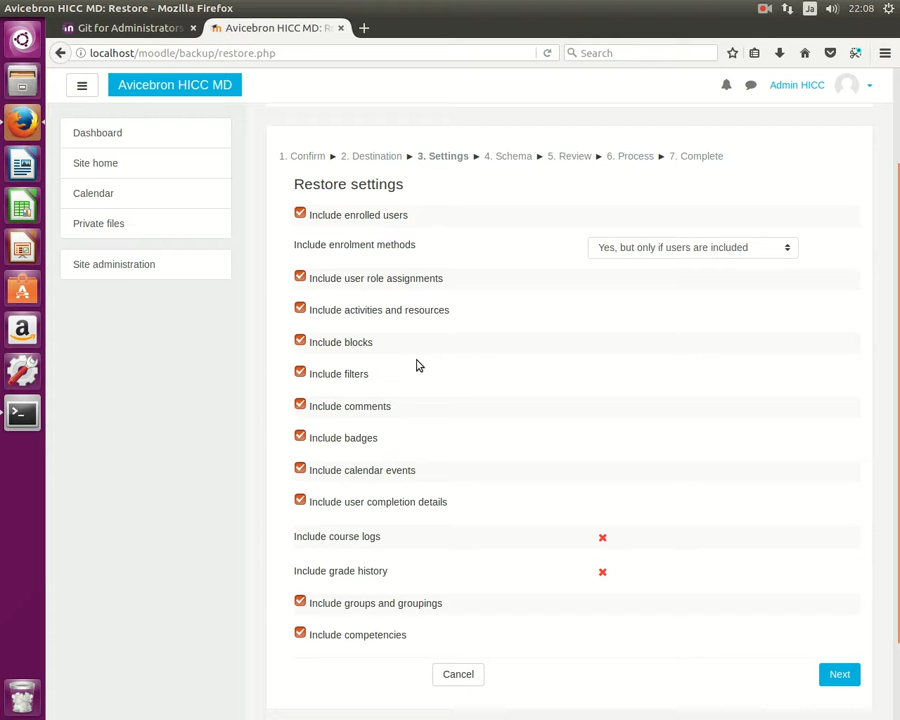 Avicebron HICC MD: Restore - Mozilla Firefox
Ja
22:08
Git for Administrators
Avicebron HICC MD: R
localhost/moodle/backup/restore.php
Search
Avicebron HICC MD
Admin HICC
Dashboard
Site home
Calendar
Private files
Site administration
1. Confirm ► 2. Destination ► 3. Settings ► 4. Schema ► 5. Review ► 6. Process ► 7. Complete
Restore settings
Include enrolled users
Include enrolment methods
Yes, but only if users are included
Include user role assignments
Include activities and resources
Include blocks
Include filters
Include comments
Include badges
Include calendar events
Include user completion details
Include course logs
Include grade history
Include groups and groupings
Include competencies
Cancel
Next